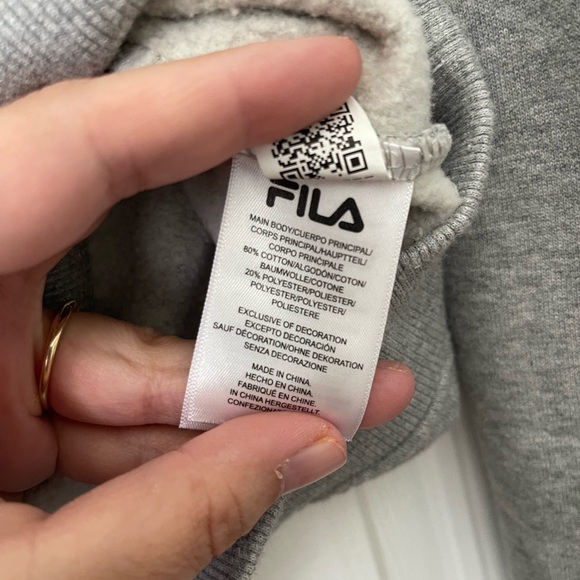 FILA
MAIN BODY/CUERPO PRINCIPAL/
CORPS PRINCIPAL/HAUPTTEIL/
CORPO PRINCIPALE
80% COTTON/ALGODÓN/COTON/
BAUMWOLLE/COTONE
20% POLYESTER/POLIESTER/
POLYESTER/POLYESTER/
POLIESTERE
EXCLUSIVE OF DECORATION
EXCEPTO DECORACIÓN
SAUF DÉCORATION/OHNE DEKORATION
SENZA DECORAZIONE
MADE IN CHINA.
HECHO EN CHINA.
FABRIQUÉ EN CHINE.
IN CHINA HERGESTELLT.